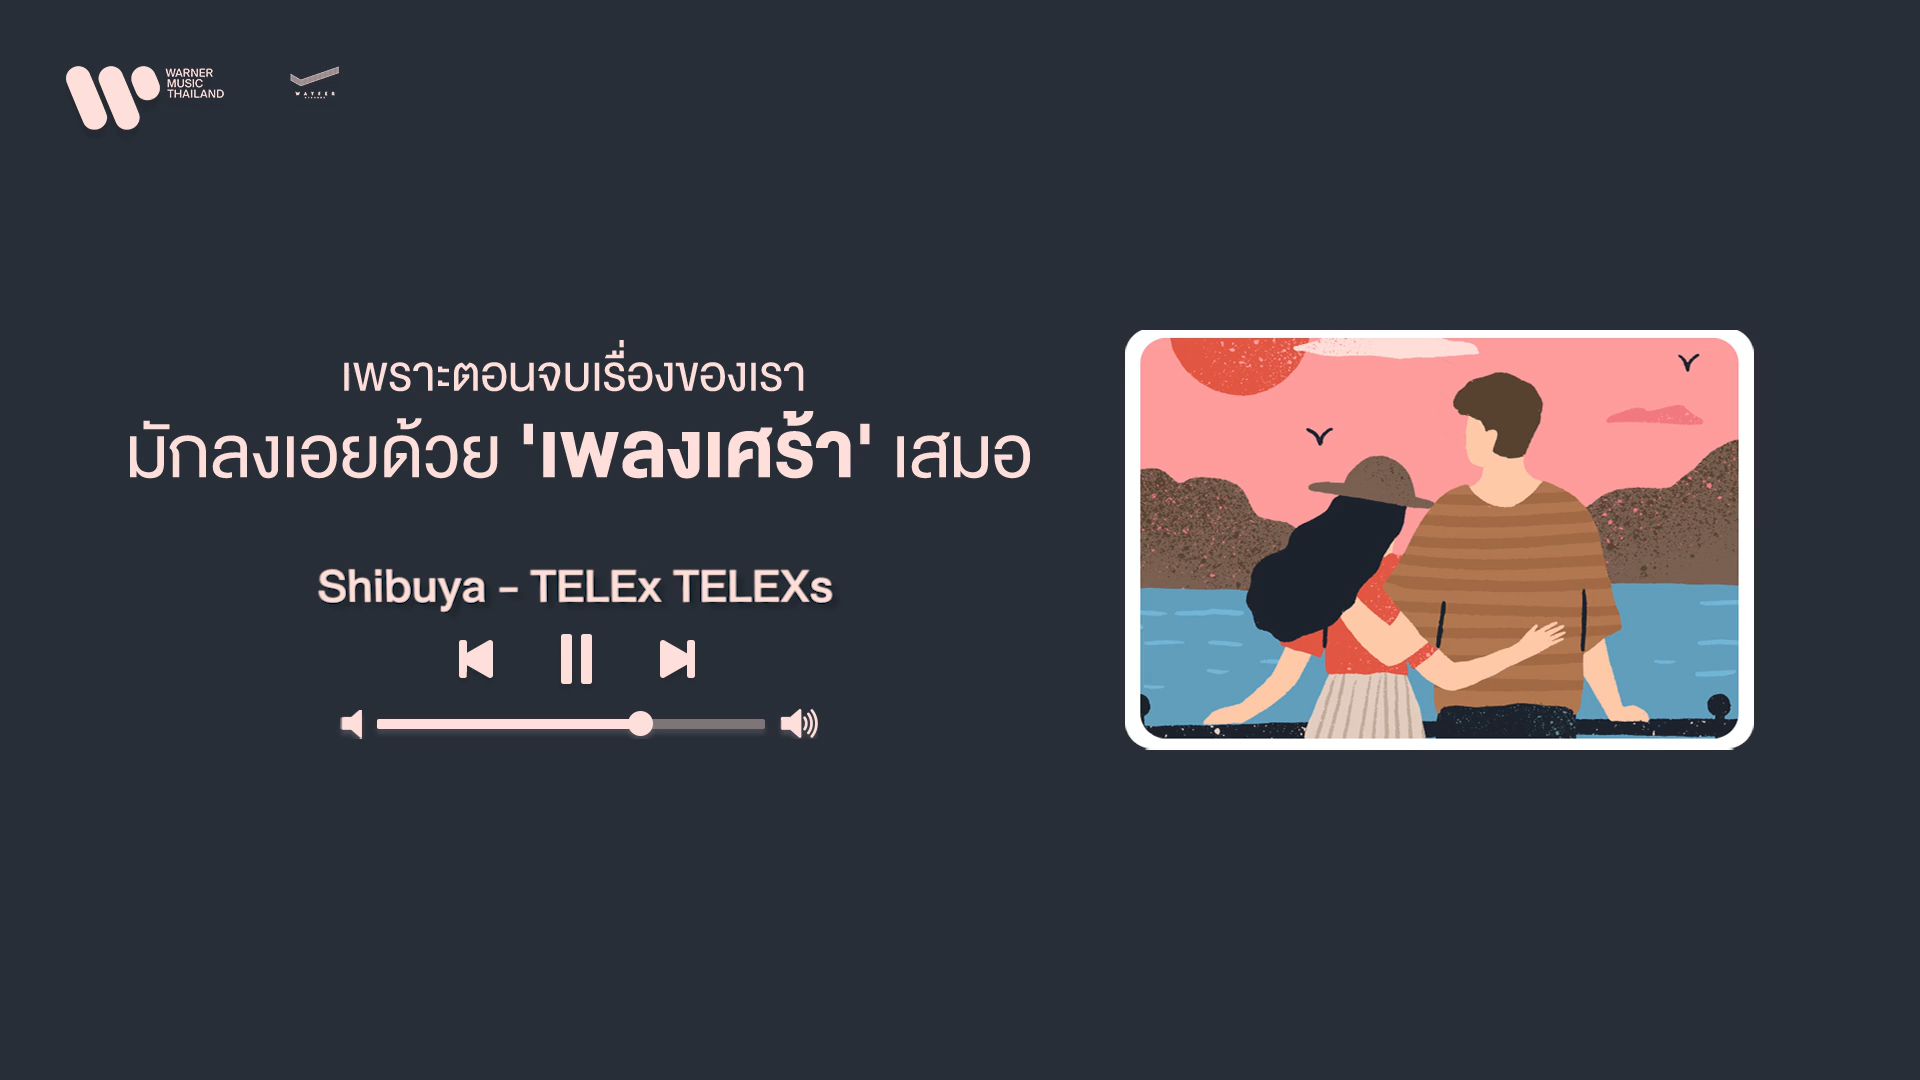 WARNER
MUSIC
THAILAND
WAYFER
RECORDS
เพราะตอนจบเรื่องของเรา
มักลงเอยด้วย 'เพลงเศร้า' เสมอ
Shibuya - TELEx TELEXs